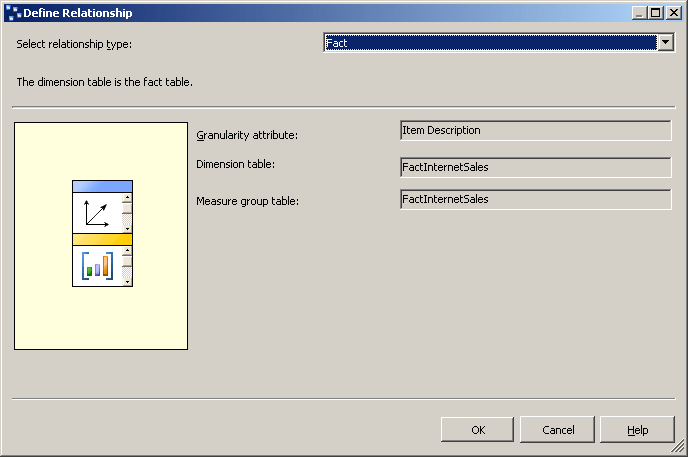 Define Relationship
Select relationship type:
Fact
The dimension table is the fact table.
Granularity attribute:
Item Description
Dimension table:
FactInternetSales
Measure group table:
FactInternetSales
OK
Cancel
Help